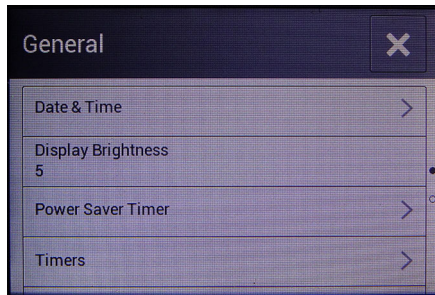 General
Date & Time
Display Brightness
5
Power Saver Timer
Timers